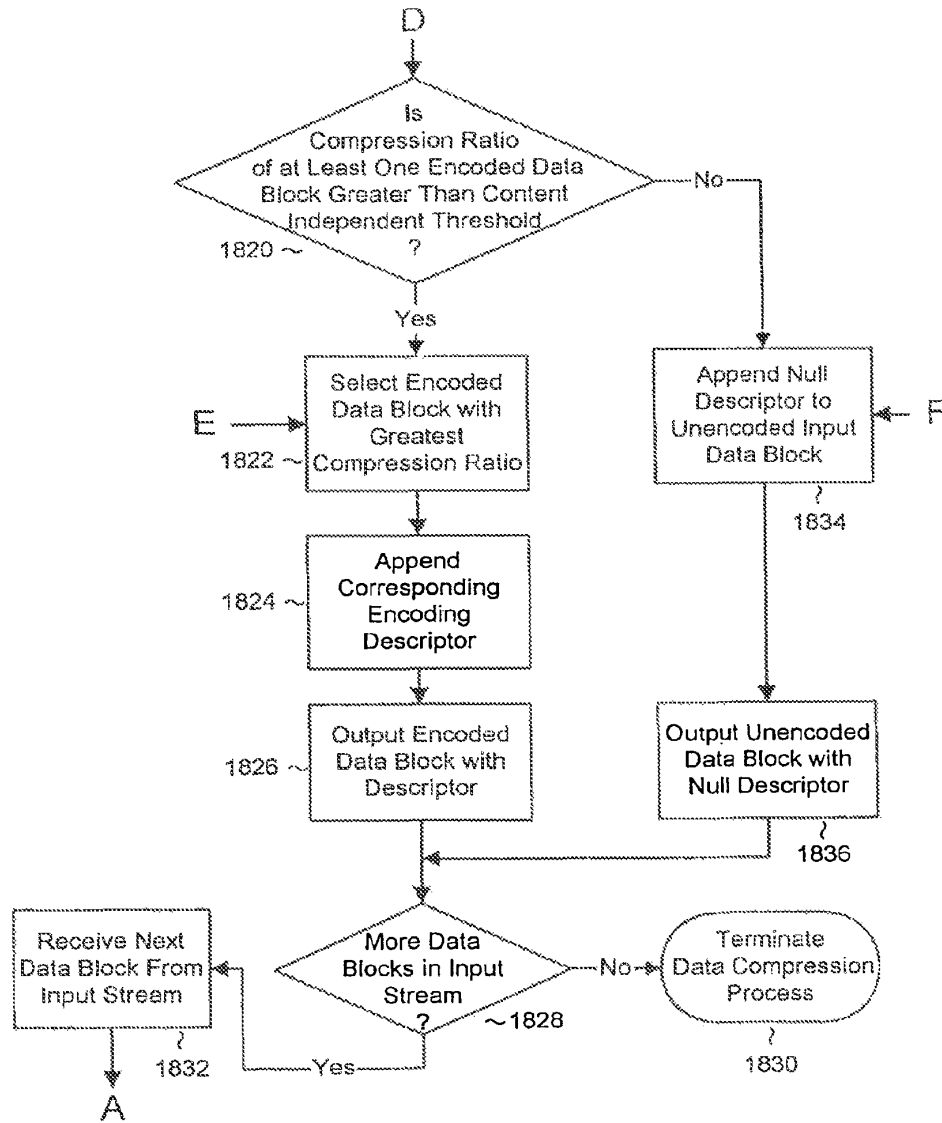 D
Is
Compression Ratio
of at Least One Encoded Data
Block Greater Than Content
Independent Threshold
?
1820 ~
No
Yes
E
Select Encoded
Data Block with
Greatest
Compression Ratio
1822 ~
Append Null
Descriptor to
Unencoded Input
Data Block
F
~
1834
Append
Corresponding
Encoding
Descriptor
1824 ~
Output Encoded
Data Block with
Descriptor
1826 ~
Output Unencoded
Data Block with
Null Descriptor
~
1836
Receive Next
Data Block From
Input Stream
~
1832
More Data
Blocks in Input
Stream
?
~1828
No
Terminate
Data Compression
Process
~
1830
Yes
A